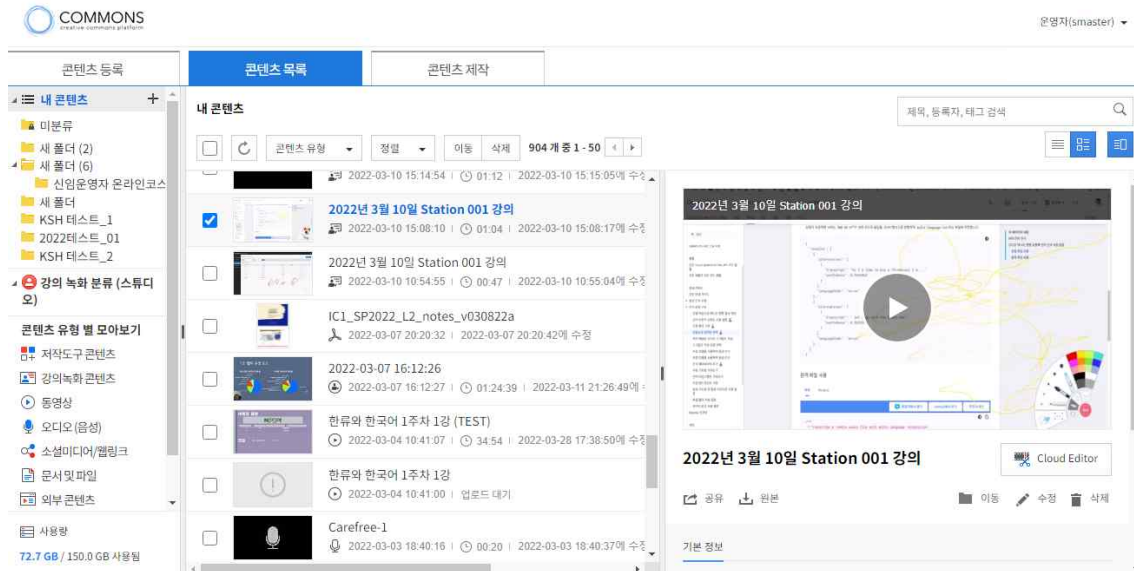 COMMONS
creative commons platform
운영자(smaster)
콘텐츠 등록
콘텐츠 목록
콘텐츠 제작
내 콘텐츠
미분류
새 폴더 (2)
새 폴더 (6)
신임운영자 온라인코스
새 폴더
KSH 테스트_1
2022테스트_01
KSH 테스트_2
강의 녹화 분류 (스튜디
오)
콘텐츠 유형 별 모아보기
저작도구콘텐츠
강의녹화콘텐츠
동영상
오디오(음성)
소셜미디어/웹링크
문서및파일
외부콘텐츠
사용량
72.7 GB / 150.0 GB 사용됨
내 콘텐츠
제목, 등록자, 태그 검색
콘텐츠 유형
정렬
이동
삭제
904 개 중 1 - 50
2022-03-10 15:14:54 | 01:12 | 2022-03-10 15:15:05에 수정
2022년 3월 10일 Station 001 강의
2022-03-10 15:08:10 | 01:04 | 2022-03-10 15:08:17에 수정
2022년 3월 10일 Station 001 강의
2022-03-10 10:54:55 | 00:47 | 2022-03-10 10:55:04에 수정
IC1_SP2022_L2_notes_v030822a
2022-03-07 20:20:32 | 2022-03-07 20:20:42에 수정
2022-03-07 16:12:26
2022-03-07 16:12:27 | 01:24:39 | 2022-03-11 21:26:49에
한류와 한국어 1주차 1강 (TEST)
2022-03-04 10:41:07 | 34:54 | 2022-03-28 17:38:50에 수정
한류와 한국어 1주차 1강
2022-03-04 10:41:00 | 업로드 대기
Carefree-1
2022-03-03 18:40:16 | 00:20 | 2022-03-03 18:40:37에 수정
2022년 3월 10일 Station 001 강의
2022년 3월 10일 Station 001 강의
Cloud Editor
공유
원본
이동
수정
삭제
기본 정보